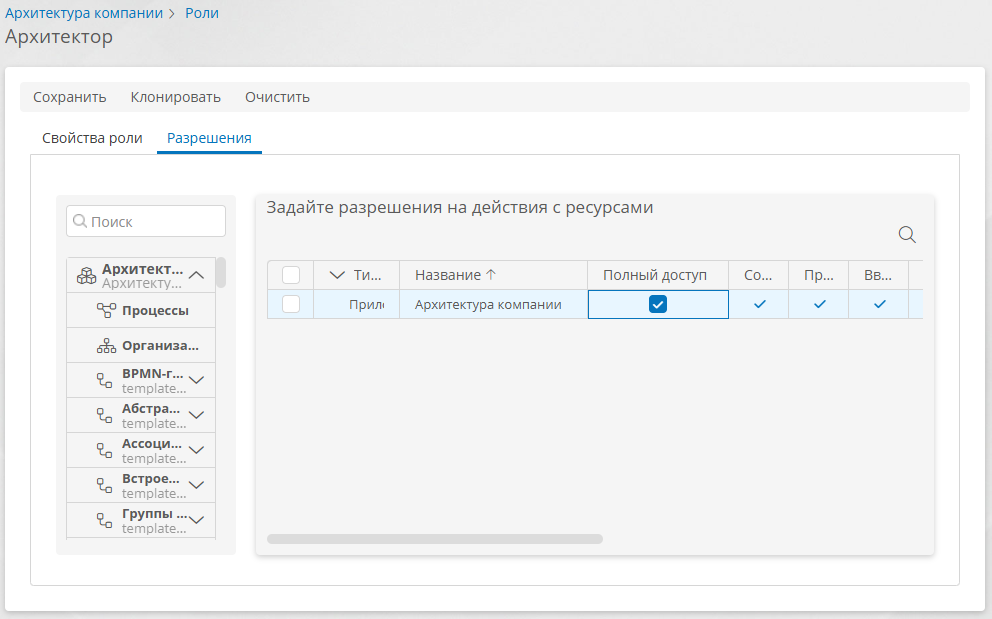 Архитектура компании > Роли
Архитектор
Сохранить Клонировать Очистить
Свойства роли Разрешения
Поиск
Архитект...
Архитекту...
Процессы
Организа...
BPMN-г...
template...
Абстра...
template...
Ассоци...
template...
Встрое...
template...
Группы ...
template...
Задайте разрешения на действия с ресурсами
Ти... Название ↑ Полный доступ Со... Пр... Вв...
Прил Архитектура компании